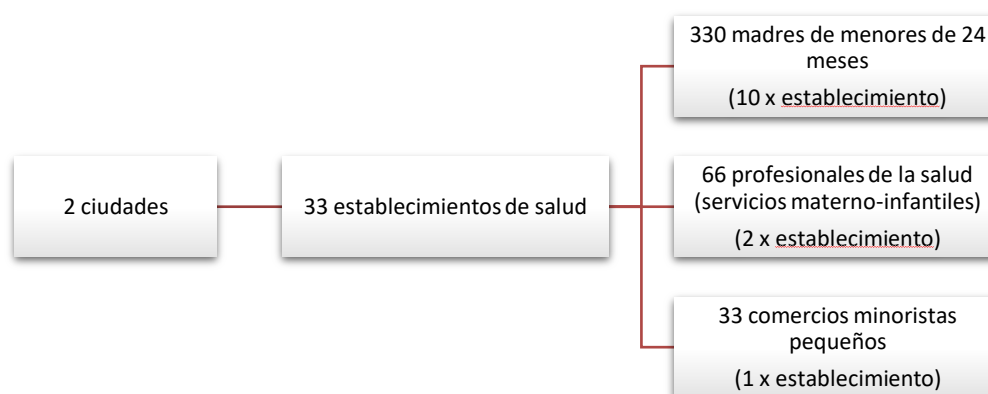 2 ciudades
33 establecimientos de salud
330 madres de menores de 24
meses
(10 x establecimiento)
66 profesionales de la salud
(servicios materno-infantiles)
(2 x establecimiento)
33 comercios minoristas
pequeños
(1 x establecimiento)